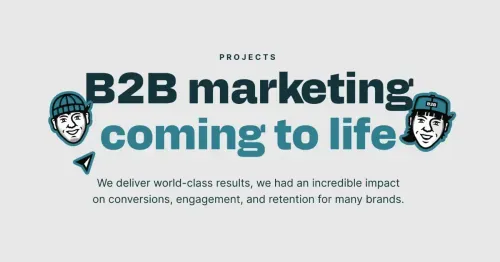 PROJECTS
B2B marketing
coming to life
We deliver world-class results, we had an incredible impact
on conversions, engagement, and retention for many brands.